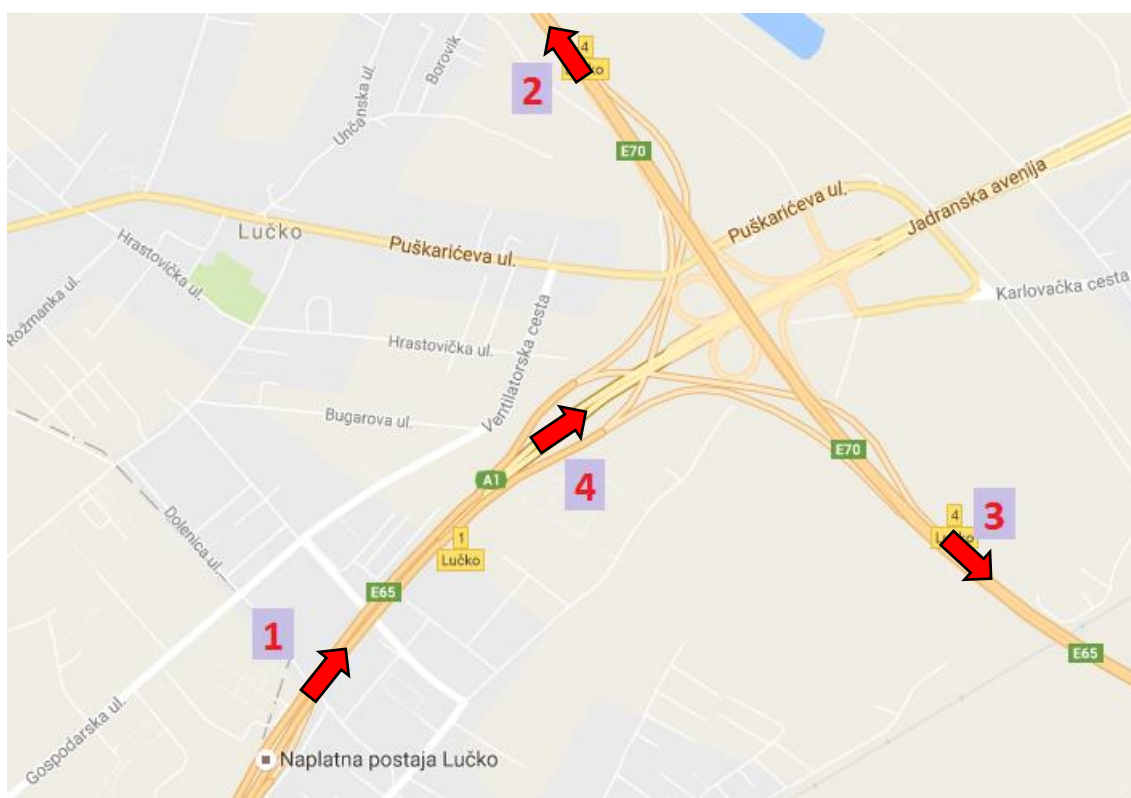 Borovik
4
2
Unčanska ul.
E70
Jadranska avenija
Puškarićeva ul.
Lučko
Puškarićeva ul.
Hrastovička ul.
Karlovačka cesta
Rožmanka ul.
Hrastovička ul.
Ventilatorska cesta
Bugarova ul.
E70
A1
4
4
3
Dolenica ul.
1
Lučko
E65
1
E65
Gospodarska ul.
Naplatna postaja Lučko